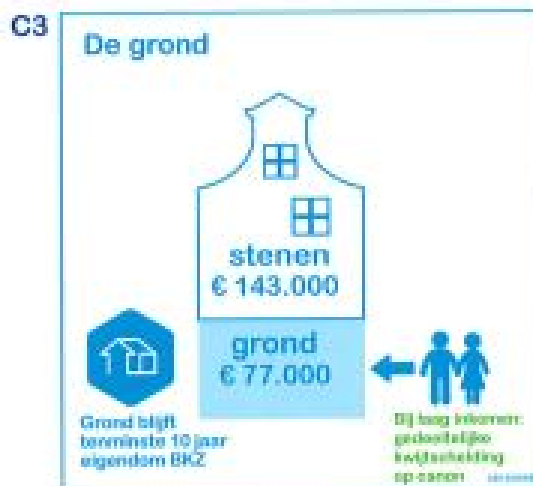 C3
De grond
stenen
€ 143.000
grond
€ 77.000
Grond blijft
tenminste 10 jaar
eigendom BKZ
Bij laag inkomen:
gedeeltelijke
kwijtschelding
op canon